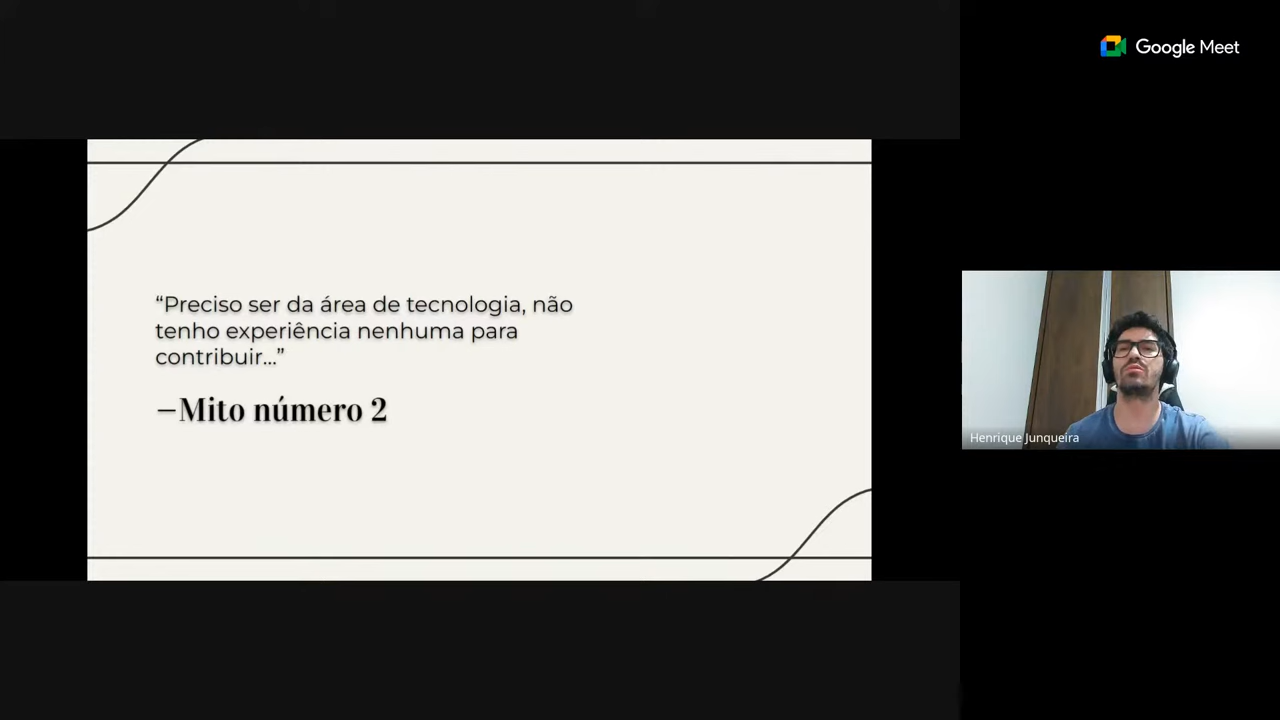 Google Meet
“Preciso ser da área de tecnologia, não
tenho experiência nenhuma para
contribuir...”
—Mito número 2
Henrique Junqueira